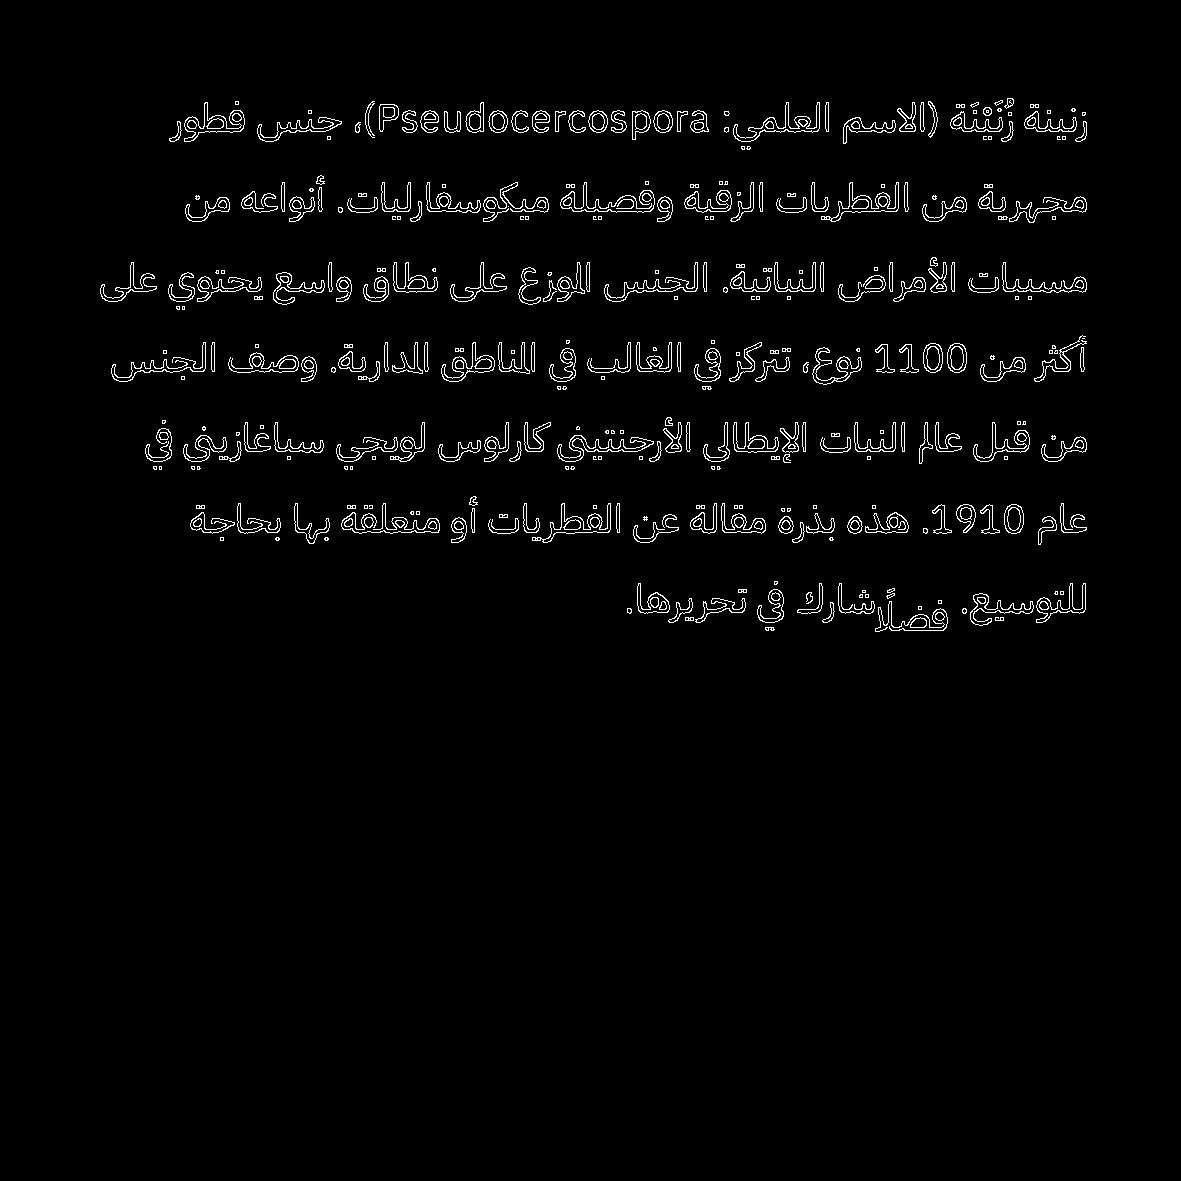 زنينة زُنَيْنَة (الاسم العلمي: Pseudocercospora)، جنس فطور
مجهرية من الفطريات الزقية وفصيلة ميكوسفارليات. أنواعه من
مسببات الأمراض النباتية. الجنس الموزع على نطاق واسع يحتوي على
أكثر من 1100 نوع، تتركز في الغالب في المناطق المدارية. وصف الجنس
من قبل عالم النبات الإيطالي الأرجنتيني كارلوس لويجي سباغازيني في
عام 1910. هذه بذرة مقالة عن الفطريات أو متعلقة بها بحاجة
للتوسيع. فضلًا شارك في تحريرها.